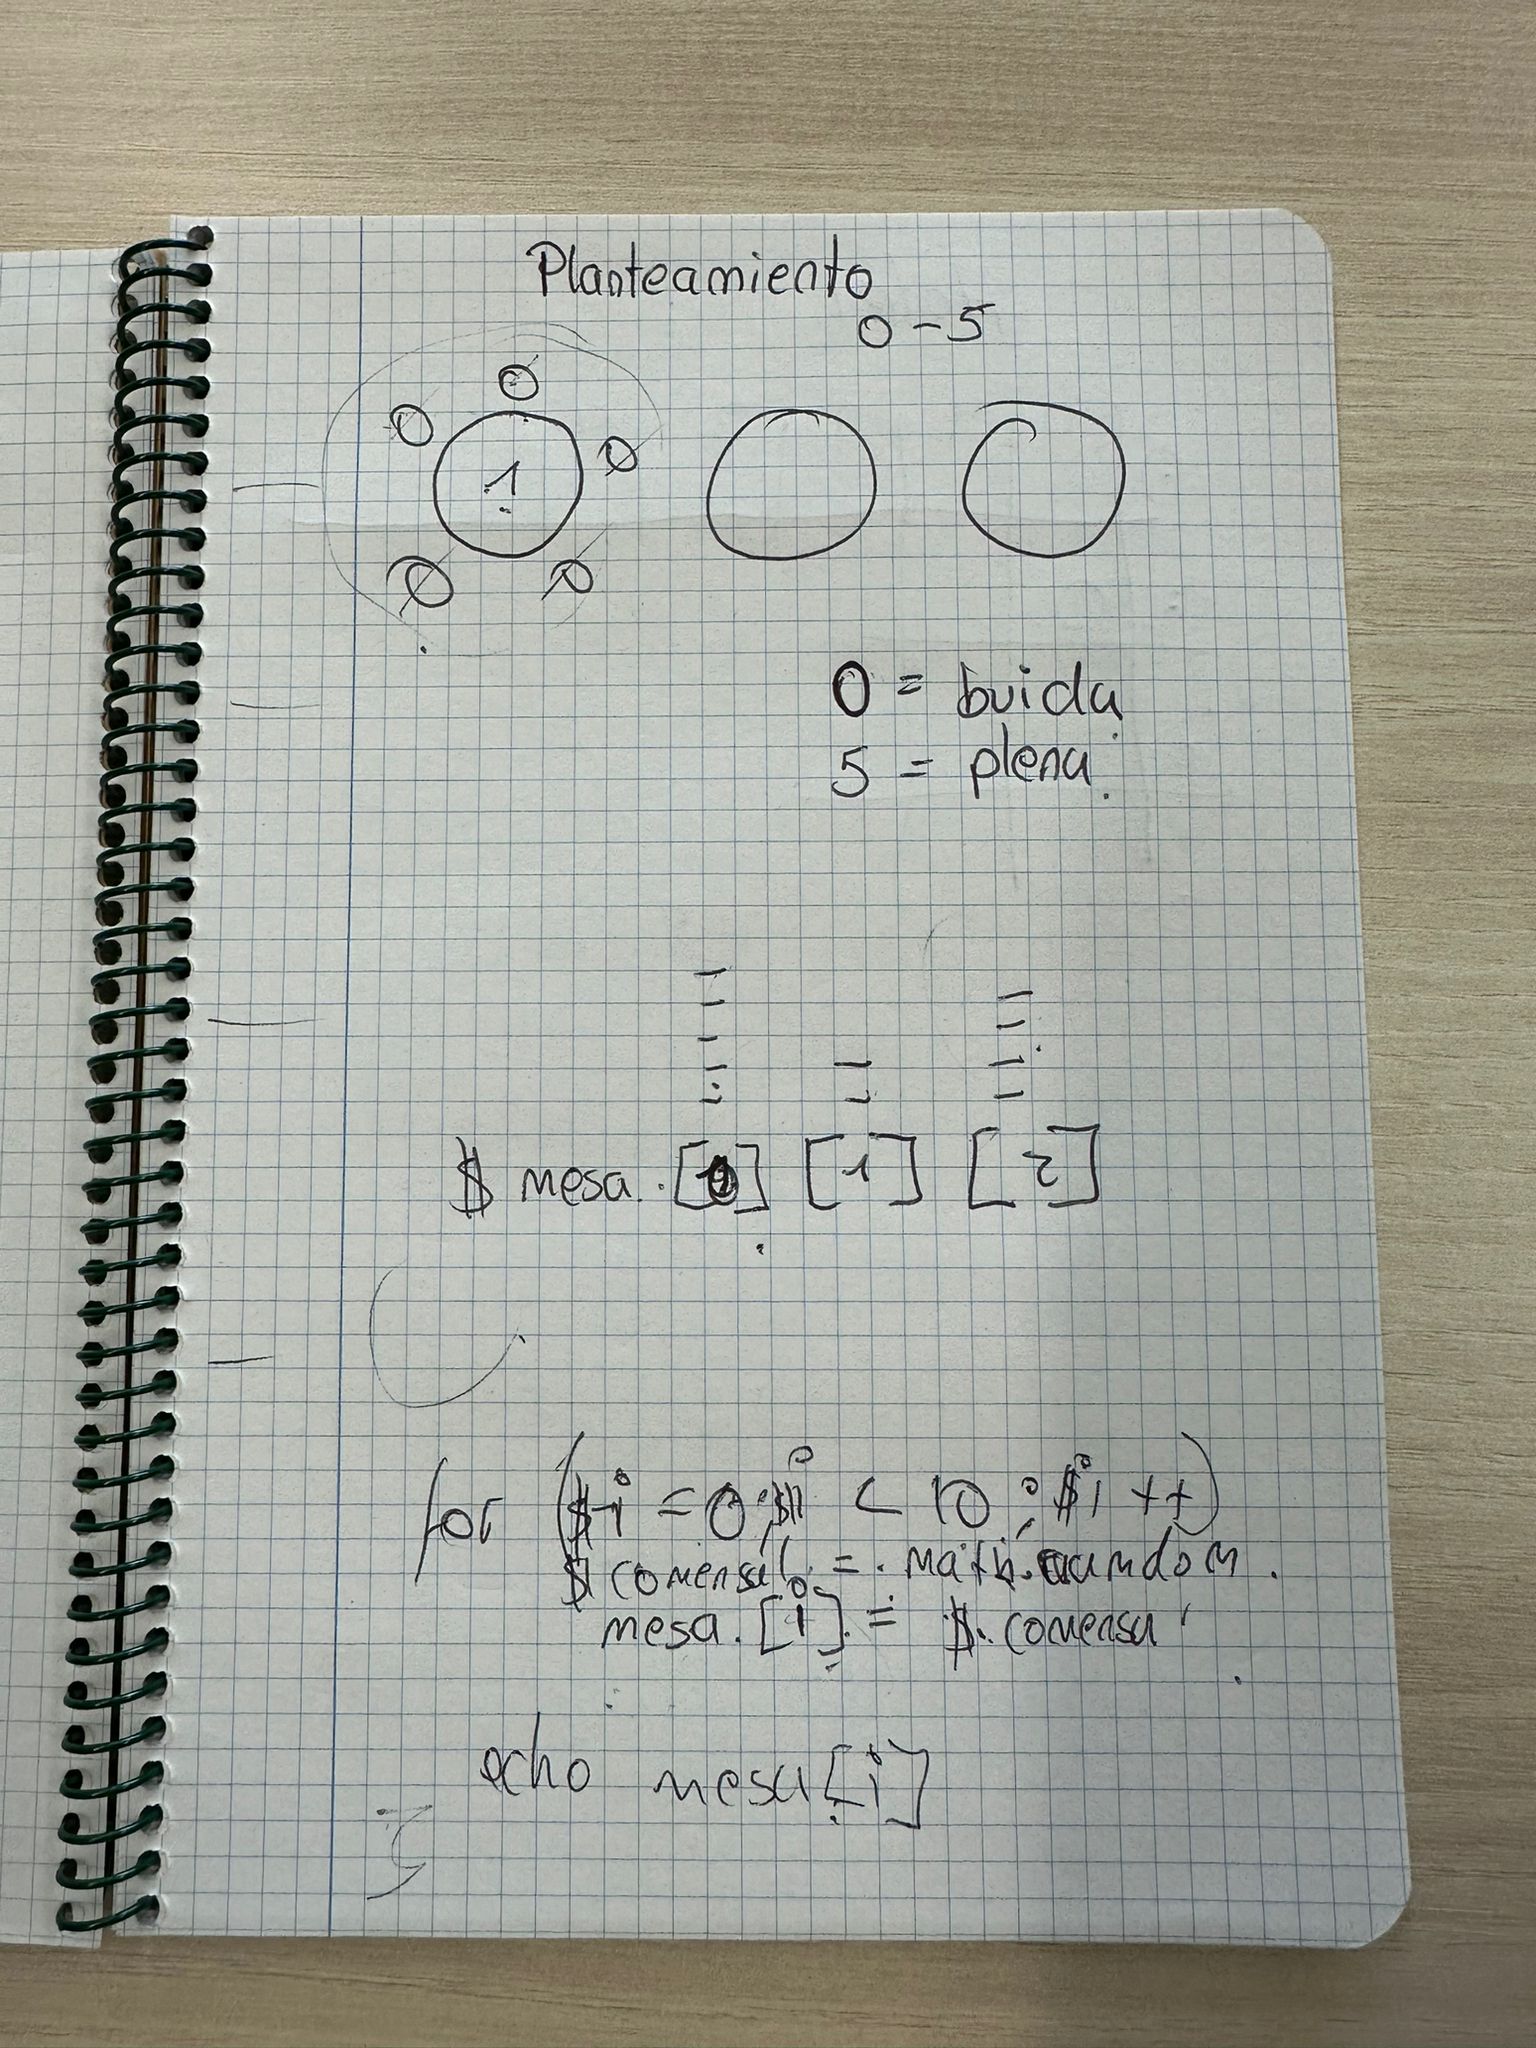 Planteamiento
0-5
1
0 = buida
5 = plena
$ mesa. [0] [1] [2]
for ($i = 0; $i < 10; $i ++)
$ comensal = math.random
mesa. [i] = $. comensal
echo mesa[i]